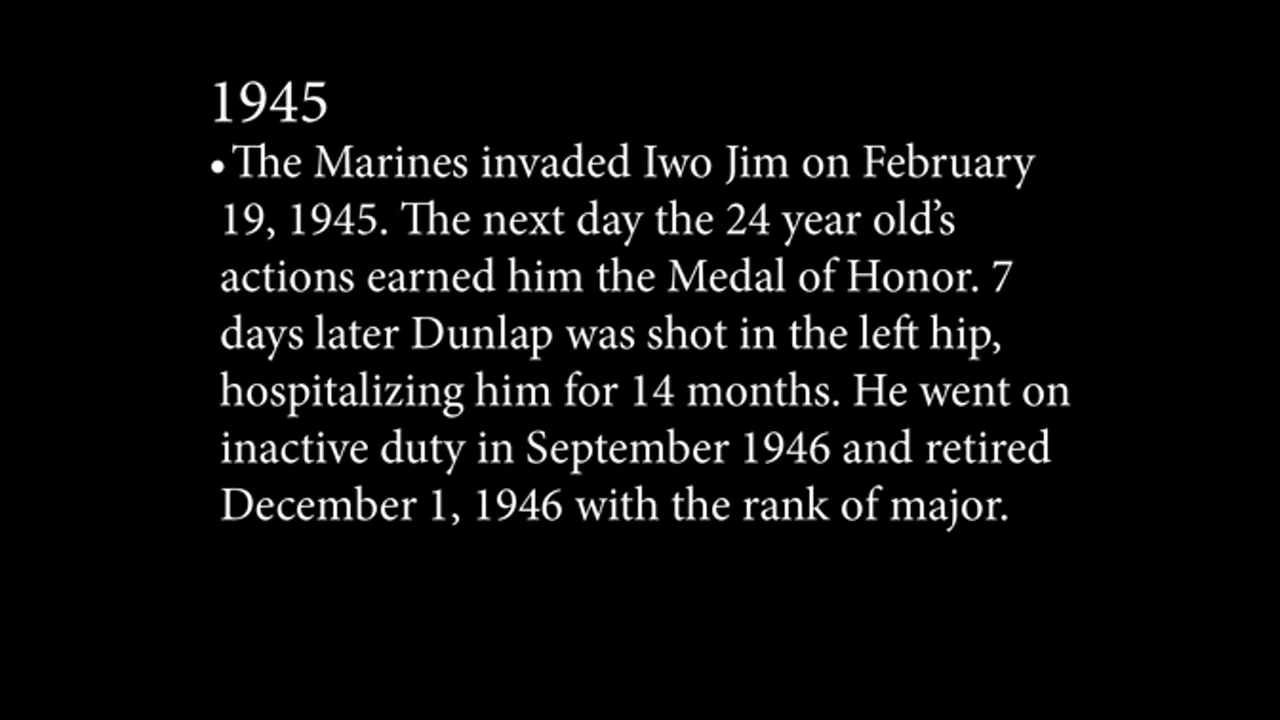 1945
•The Marines invaded Iwo Jim on February
19, 1945. The next day the 24 year old’s
actions earned him the Medal of Honor. 7
days later Dunlap was shot in the left hip,
hospitalizing him for 14 months. He went on
inactive duty in September 1946 and retired
December 1, 1946 with the rank of major.